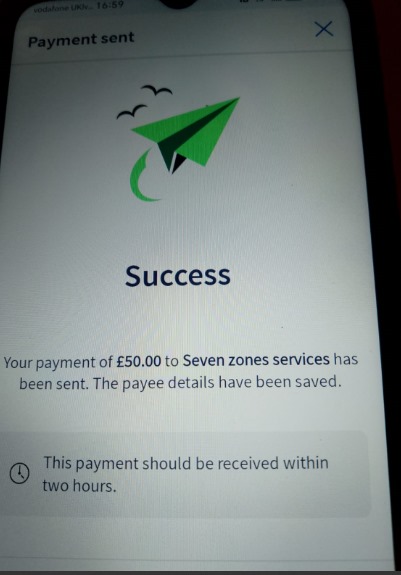 vodafone UK 16:59
Payment sent
Success
Your payment of £50.00 to Seven zones services has
been sent. The payee details have been saved.
This payment should be received within
two hours.